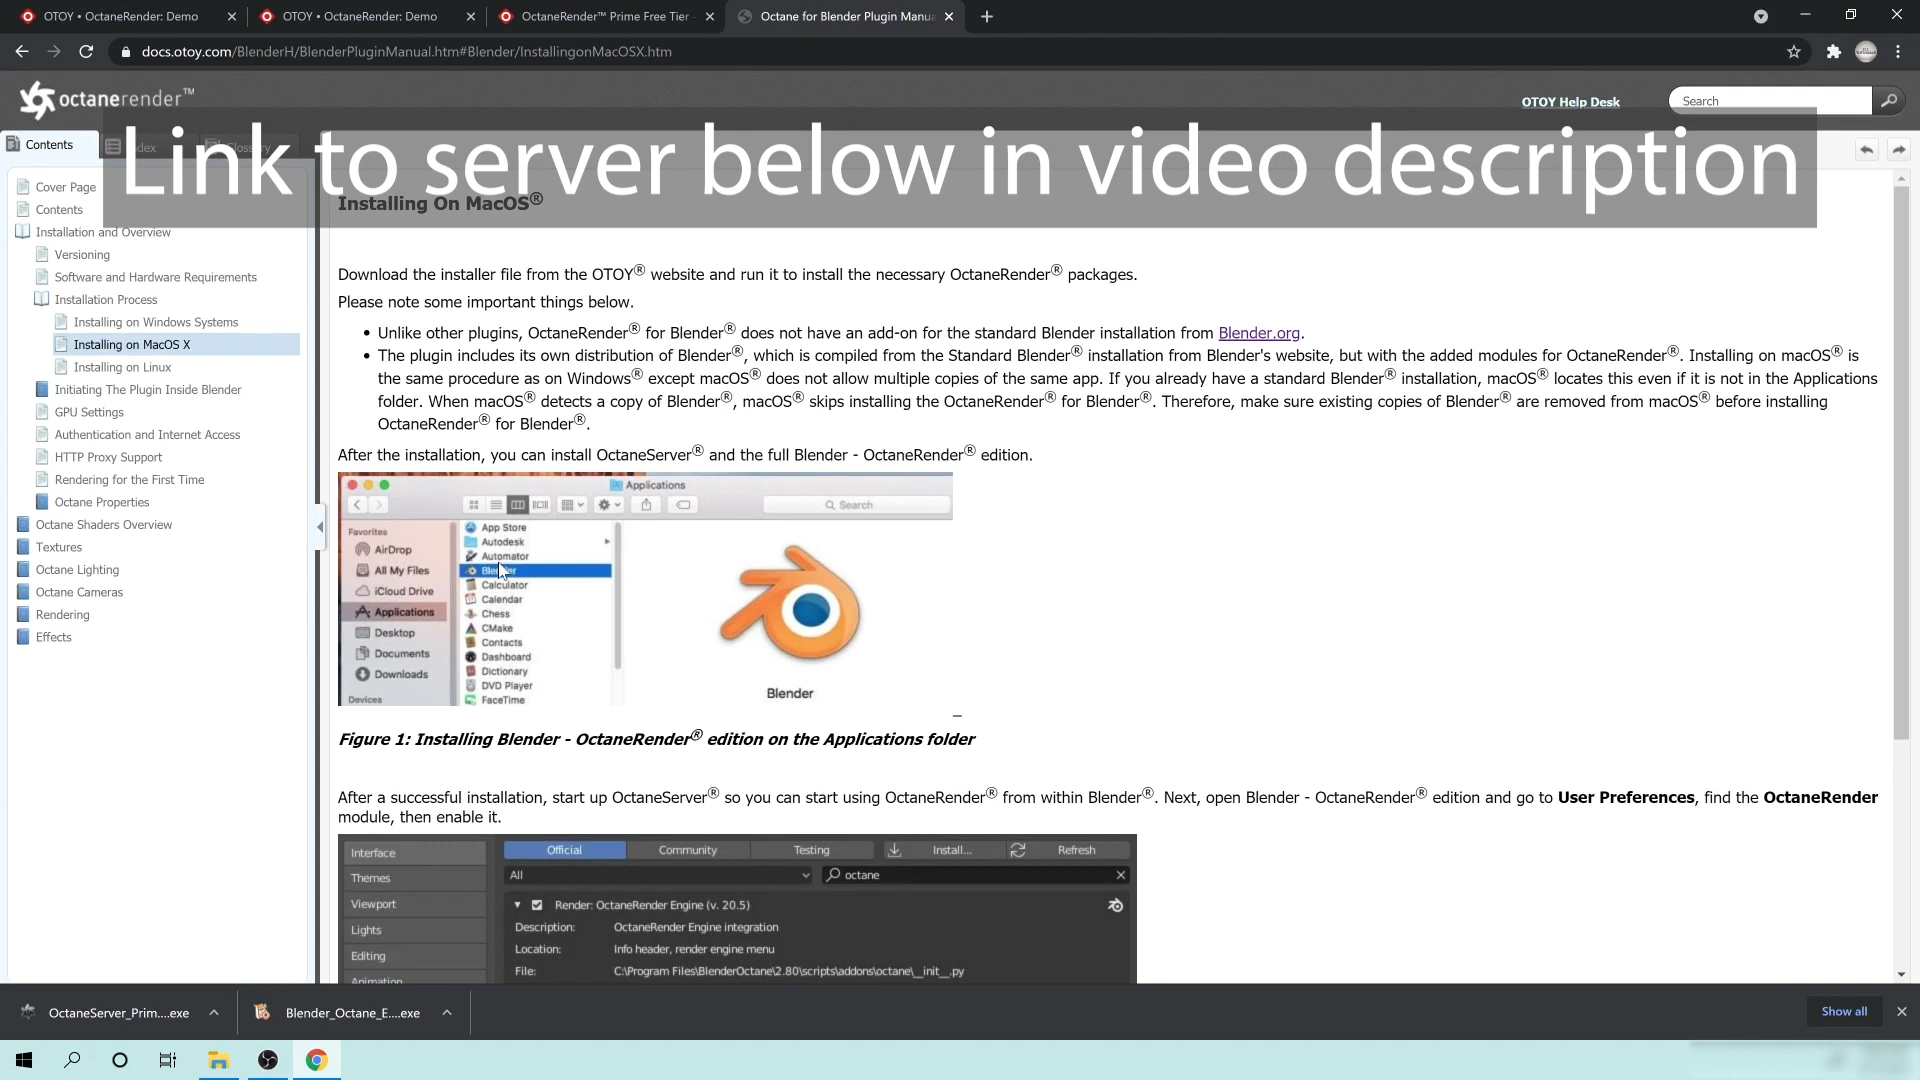 OTOY • OctaneRender: Demo
OTOY • OctaneRender: Demo
OctaneRender™ Prime Free Tier -
Octane for Blender Plugin Manua
docs.otoy.com/BlenderH/BlenderPluginManual.htm#Blender/InstallingonMacOSX.htm
octanerender™
OTOY Help Desk
Search
Contents
Index
Glossary
Link to server below in video description
Cover Page
Contents
Installation and Overview
Versioning
Software and Hardware Requirements
Installation Process
Installing on Windows Systems
Installing on MacOS X
Installing on Linux
Initiating The Plugin Inside Blender
GPU Settings
Authentication and Internet Access
HTTP Proxy Support
Rendering for the First Time
Octane Properties
Octane Shaders Overview
Textures
Octane Lighting
Octane Cameras
Rendering
Effects
Installing On MacOS®
Download the installer file from the OTOY® website and run it to install the necessary OctaneRender® packages.
Please note some important things below.
• Unlike other plugins, OctaneRender® for Blender® does not have an add-on for the standard Blender installation from Blender.org.
• The plugin includes its own distribution of Blender®, which is compiled from the Standard Blender® installation from Blender's website, but with the added modules for OctaneRender®. Installing on macOS® is
the same procedure as on Windows® except macOS® does not allow multiple copies of the same app. If you already have a standard Blender® installation, macOS® locates this even if it is not in the Applications
folder. When macOS® detects a copy of Blender®, macOS® skips installing the OctaneRender® for Blender®. Therefore, make sure existing copies of Blender® are removed from macOS® before installing
OctaneRender® for Blender®.
After the installation, you can install OctaneServer® and the full Blender - OctaneRender® edition.
Applications
Search
Favorites
AirDrop
All My Files
iCloud Drive
Applications
Desktop
Documents
Downloads
Devices
App Store
Autodesk
Automator
Blender
Calculator
Calendar
Chess
CMake
Contacts
Dashboard
Dictionary
DVD Player
FaceTime
Blender
Figure 1: Installing Blender - OctaneRender® edition on the Applications folder
After a successful installation, start up OctaneServer® so you can start using OctaneRender® from within Blender®. Next, open Blender - OctaneRender® edition and go to User Preferences, find the OctaneRender
module, then enable it.
Interface
Themes
Viewport
Lights
Editing
Animation
Official
Community
Testing
Install...
Refresh
All
octane
Render: OctaneRender Engine (v. 20.5)
Description: OctaneRender Engine integration
Location: Info header, render engine menu
File: C:\Program Files\BlenderOctane\2.80\scripts\addons\octane\__init__.py
OctaneServer_Prim....exe
Blender_Octane_E....exe
Show all